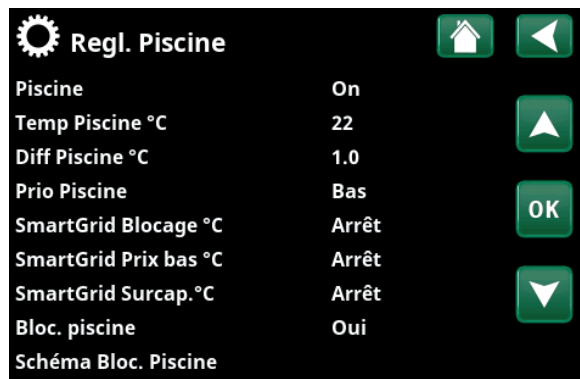 Regl. Piscine
Piscine On
Temp Piscine °C 22
Diff Piscine °C 1.0
Prio Piscine Bas
SmartGrid Blocage °C Arrêt
OK
SmartGrid Prix bas °C Arrêt
SmartGrid Surcap.°C Arrêt
Bloc. piscine Oui
Schéma Bloc. Piscine